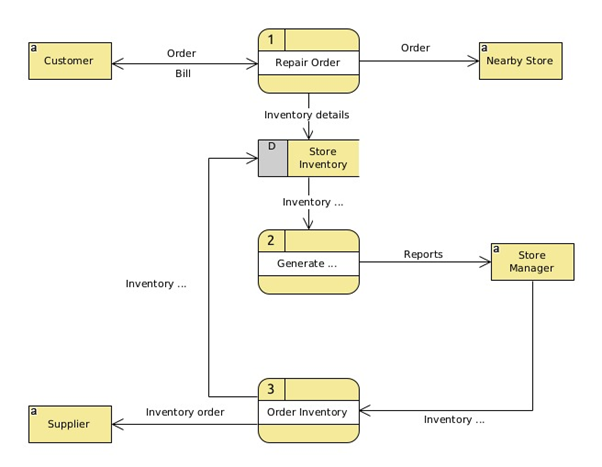 a
Customer
Order
Bill
1
Repair Order
Order
a
Nearby Store
Inventory details
D
Store
Inventory
Inventory ...
2
Generate ...
Reports
a
Store
Manager
Inventory ...
3
Order Inventory
Inventory ...
Inventory order
a
Supplier